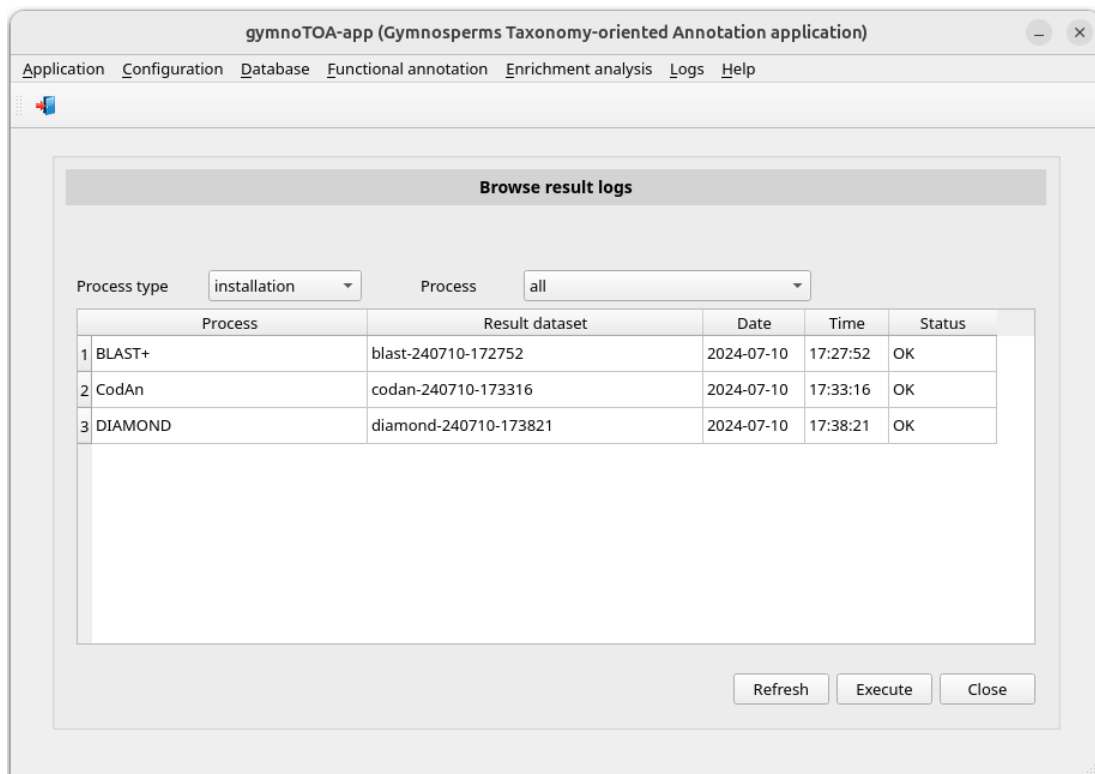 gymnoTOA-app (Gymnosperms Taxonomy-oriented Annotation application)
Application Configuration Database Functional annotation Enrichment analysis Logs Help
Browse result logs
Process type installation Process all
Process Result dataset Date Time Status
1 BLAST+ blast-240710-172752 2024-07-10 17:27:52 OK
2 CodAn codan-240710-173316 2024-07-10 17:33:16 OK
3 DIAMOND diamond-240710-173821 2024-07-10 17:38:21 OK
Refresh Execute Close